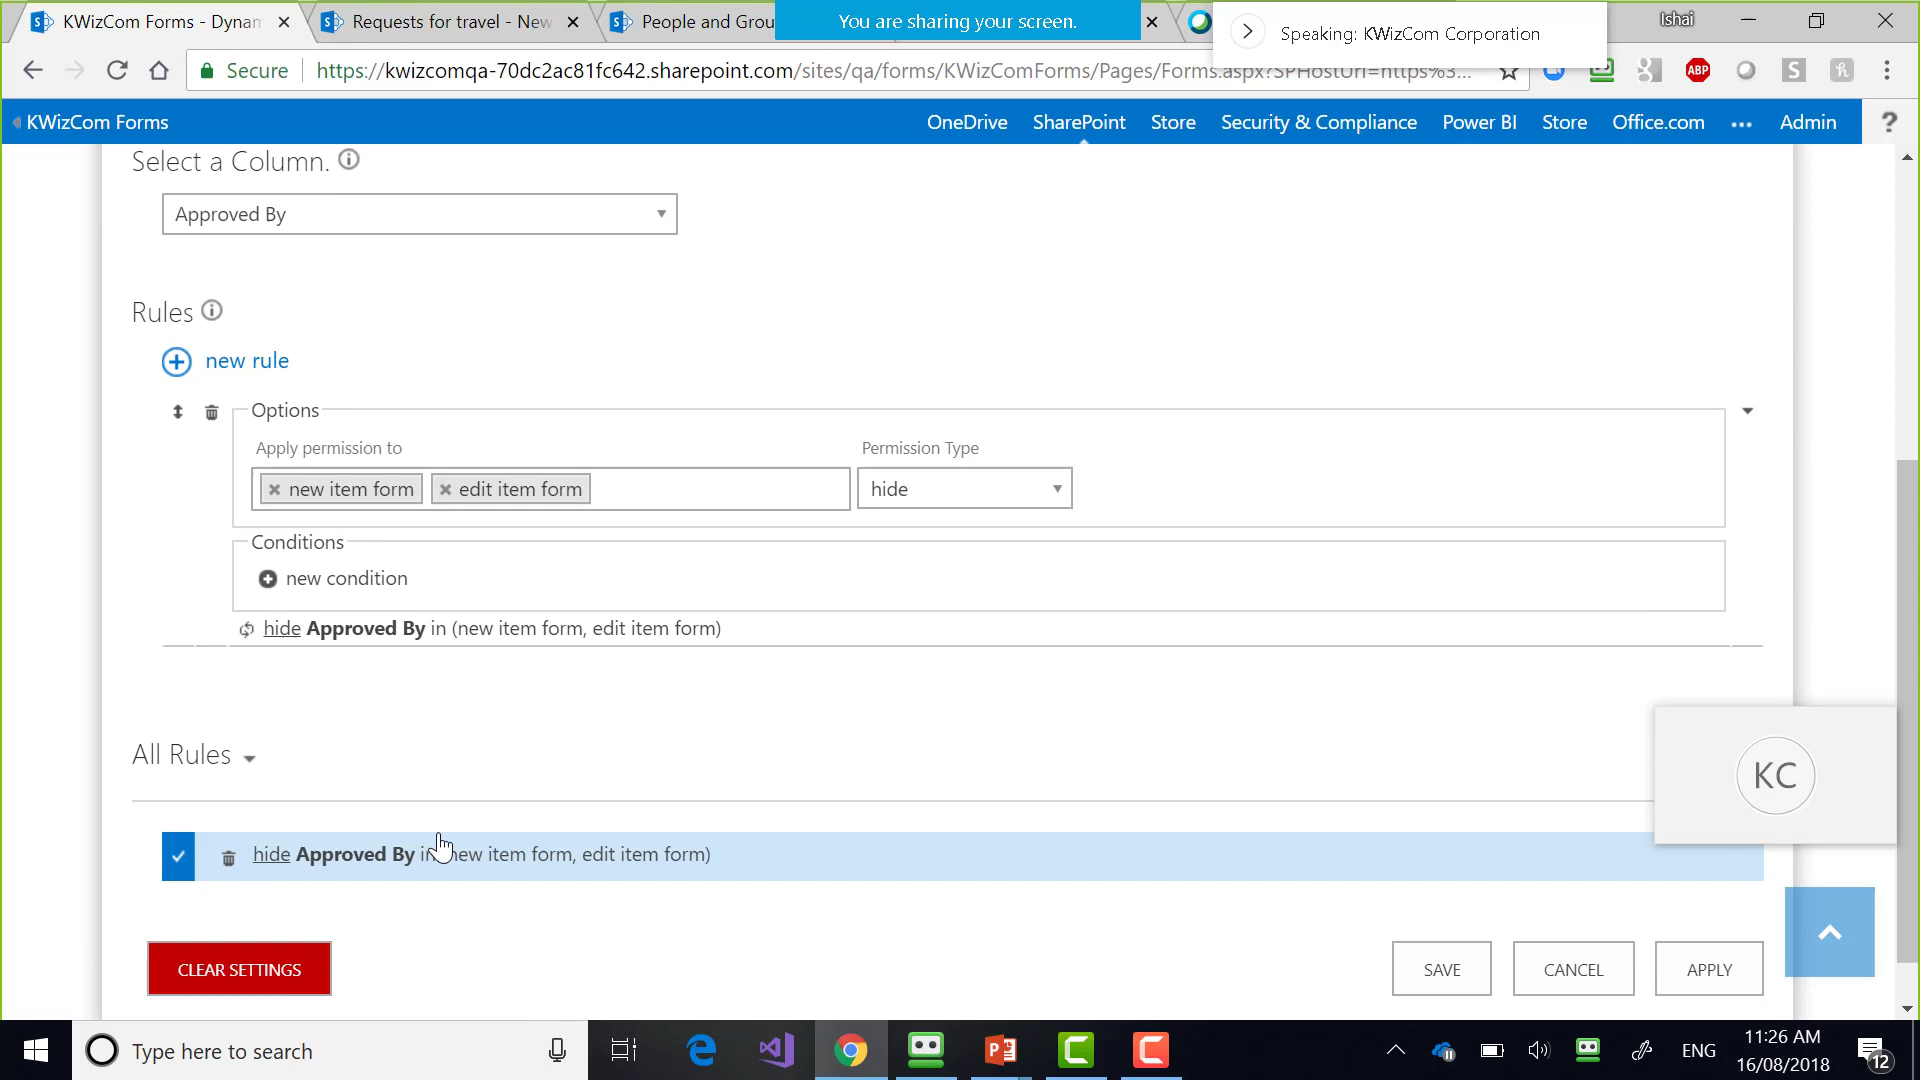 KWizCom Forms - Dynam
Requests for travel - New
People and Grou
You are sharing your screen.
Speaking: KWizCom Corporation
Ishai
Secure
https://kwizcomqa-70dc2ac81fc642.sharepoint.com/sites/qa/forms/KWizComForms/Pages/Forms.aspx?SPHostUrl=https%3...
ABP
KWizCom Forms
OneDrive
SharePoint
Store
Security & Compliance
Power BI
Store
Office.com
...
Admin
?
Select a Column.
Approved By
Rules
new rule
Options
Apply permission to
Permission Type
× new item form
× edit item form
hide
Conditions
new condition
hide Approved By in (new item form, edit item form)
All Rules
KC
hide Approved By in new item form, edit item form)
CLEAR SETTINGS
SAVE
CANCEL
APPLY
Type here to search
ENG
11:26 AM
16/08/2018
12